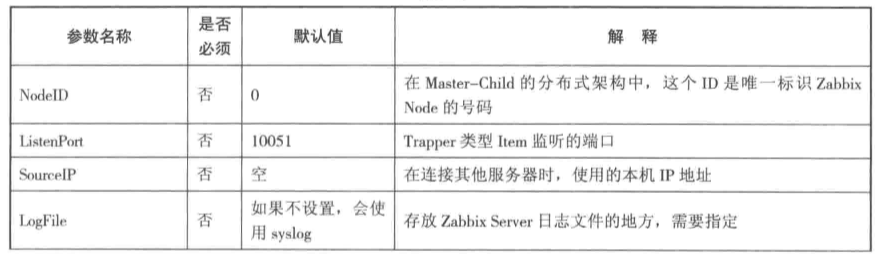 参数名称 是否必须 默认值 解 释
NodeID 否 0 在 Master–Child 的分布式架构中，这个 ID 是唯一标识 Zabbix
Node 的号码
ListenPort 否 10051 Trapper 类型 Item 监听的端口
SourceIP 否 空 在连接其他服务器时，使用的本机 IP 地址
LogFile 否 如果不设置，会使用 syslog 存放 Zabbix Server 日志文件的地方，需要指定